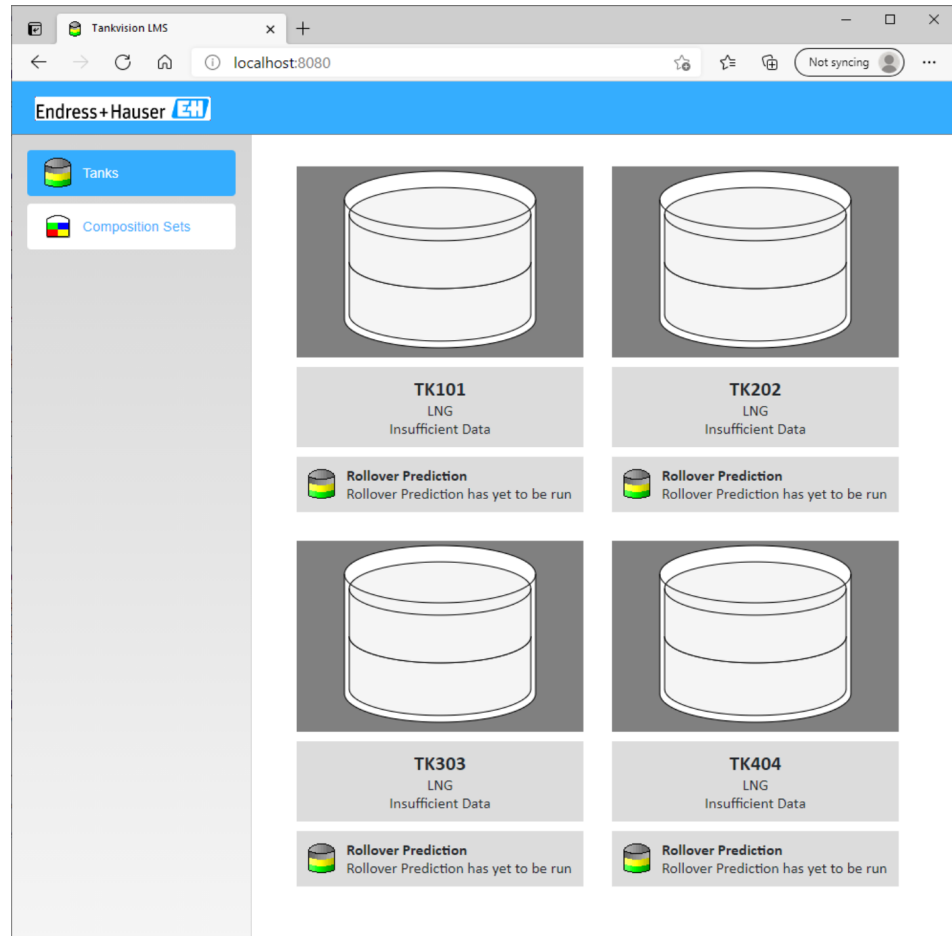 Tankvision LMS
localhost:8080
Not syncing
Endress+Hauser EH
Tanks
Composition Sets
TK101
LNG
Insufficient Data
Rollover Prediction
Rollover Prediction has yet to be run
TK202
LNG
Insufficient Data
Rollover Prediction
Rollover Prediction has yet to be run
TK303
LNG
Insufficient Data
Rollover Prediction
Rollover Prediction has yet to be run
TK404
LNG
Insufficient Data
Rollover Prediction
Rollover Prediction has yet to be run